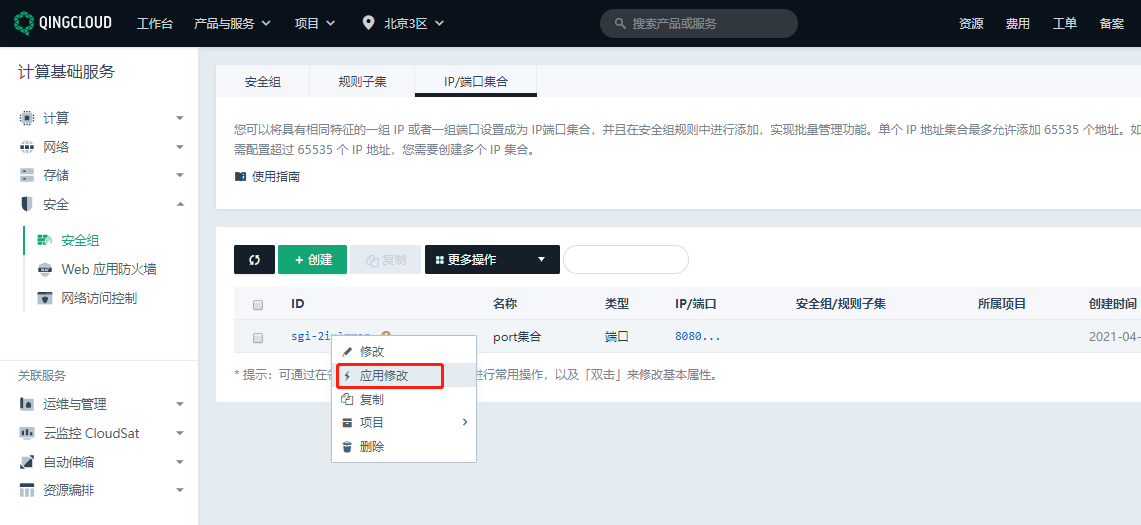 QINGCLOUD 工作台 产品与服务 项目 北京3区 搜索产品或服务 资源 费用 工单 备案
计算基础服务
计算
网络
存储
安全
安全组
Web 应用防火墙
网络访问控制
关联服务
运维与管理
云监控 CloudSat
自动伸缩
资源编排
安全组 规则子集 IP/端口集合
您可以将具有相同特征的一组 IP 或者一组端口设置成为 IP端口集合，并且在安全组规则中进行添加，实现批量管理功能。单个 IP 地址集合最多允许添加 65535 个地址。如
需配置超过 65535 个 IP 地址，您需要创建多个 IP 集合。
使用指南
+ 创建 复制 更多操作
ID 名称 类型 IP/端口 安全组/规则子集 所属项目 创建时间
port集合 端口 8080... 2021-04-
* 提示：可通过在 进行常用操作，以及「双击」来修改基本属性。
修改
应用修改
复制
项目
删除